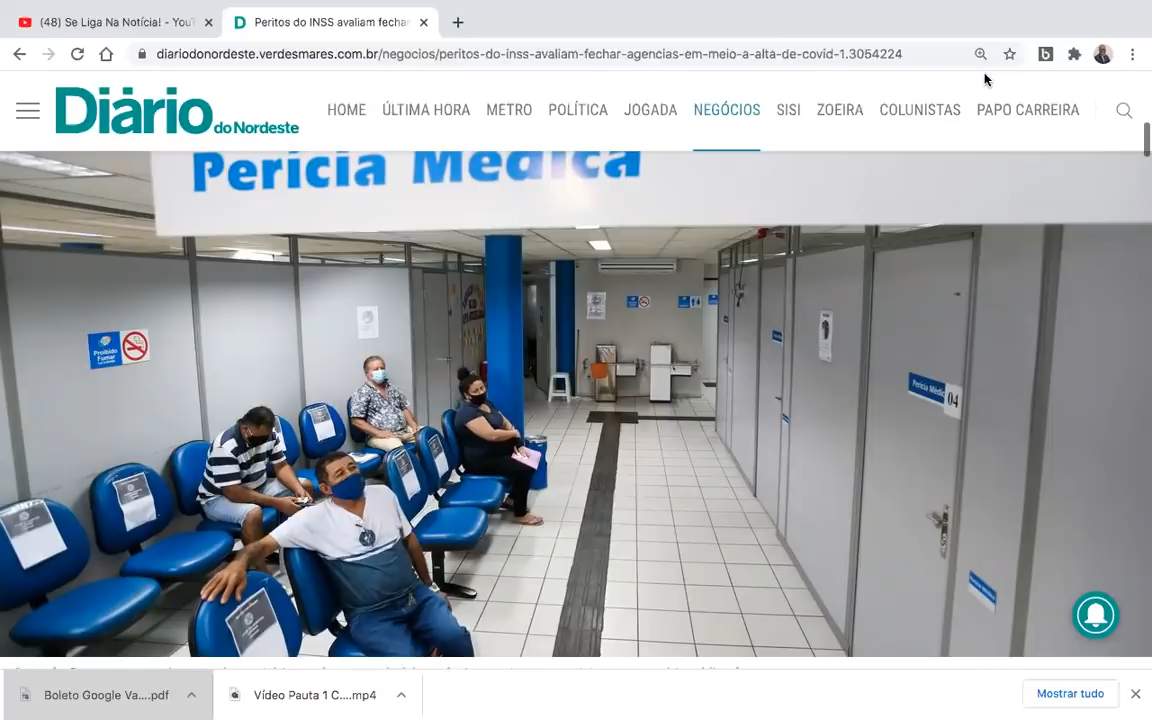 (48) Se Liga Na Notícia! - You
Peritos do INSS avaliam fechar
diariodonordeste.verdesmares.com.br/negocios/peritos-do-inss-avaliam-fechar-agencias-em-meio-a-alta-de-covid-1.3054224
Diário do Nordeste
HOME ÚLTIMA HORA METRO POLÍTICA JOGADA NEGÓCIOS SISI ZOEIRA COLUNISTAS PAPO CARREIRA
Perícia Médica
Proibido
Fumar
Perícia Médica
04
Boleto Google Va....pdf
Vídeo Pauta 1 C....mp4
Mostrar tudo